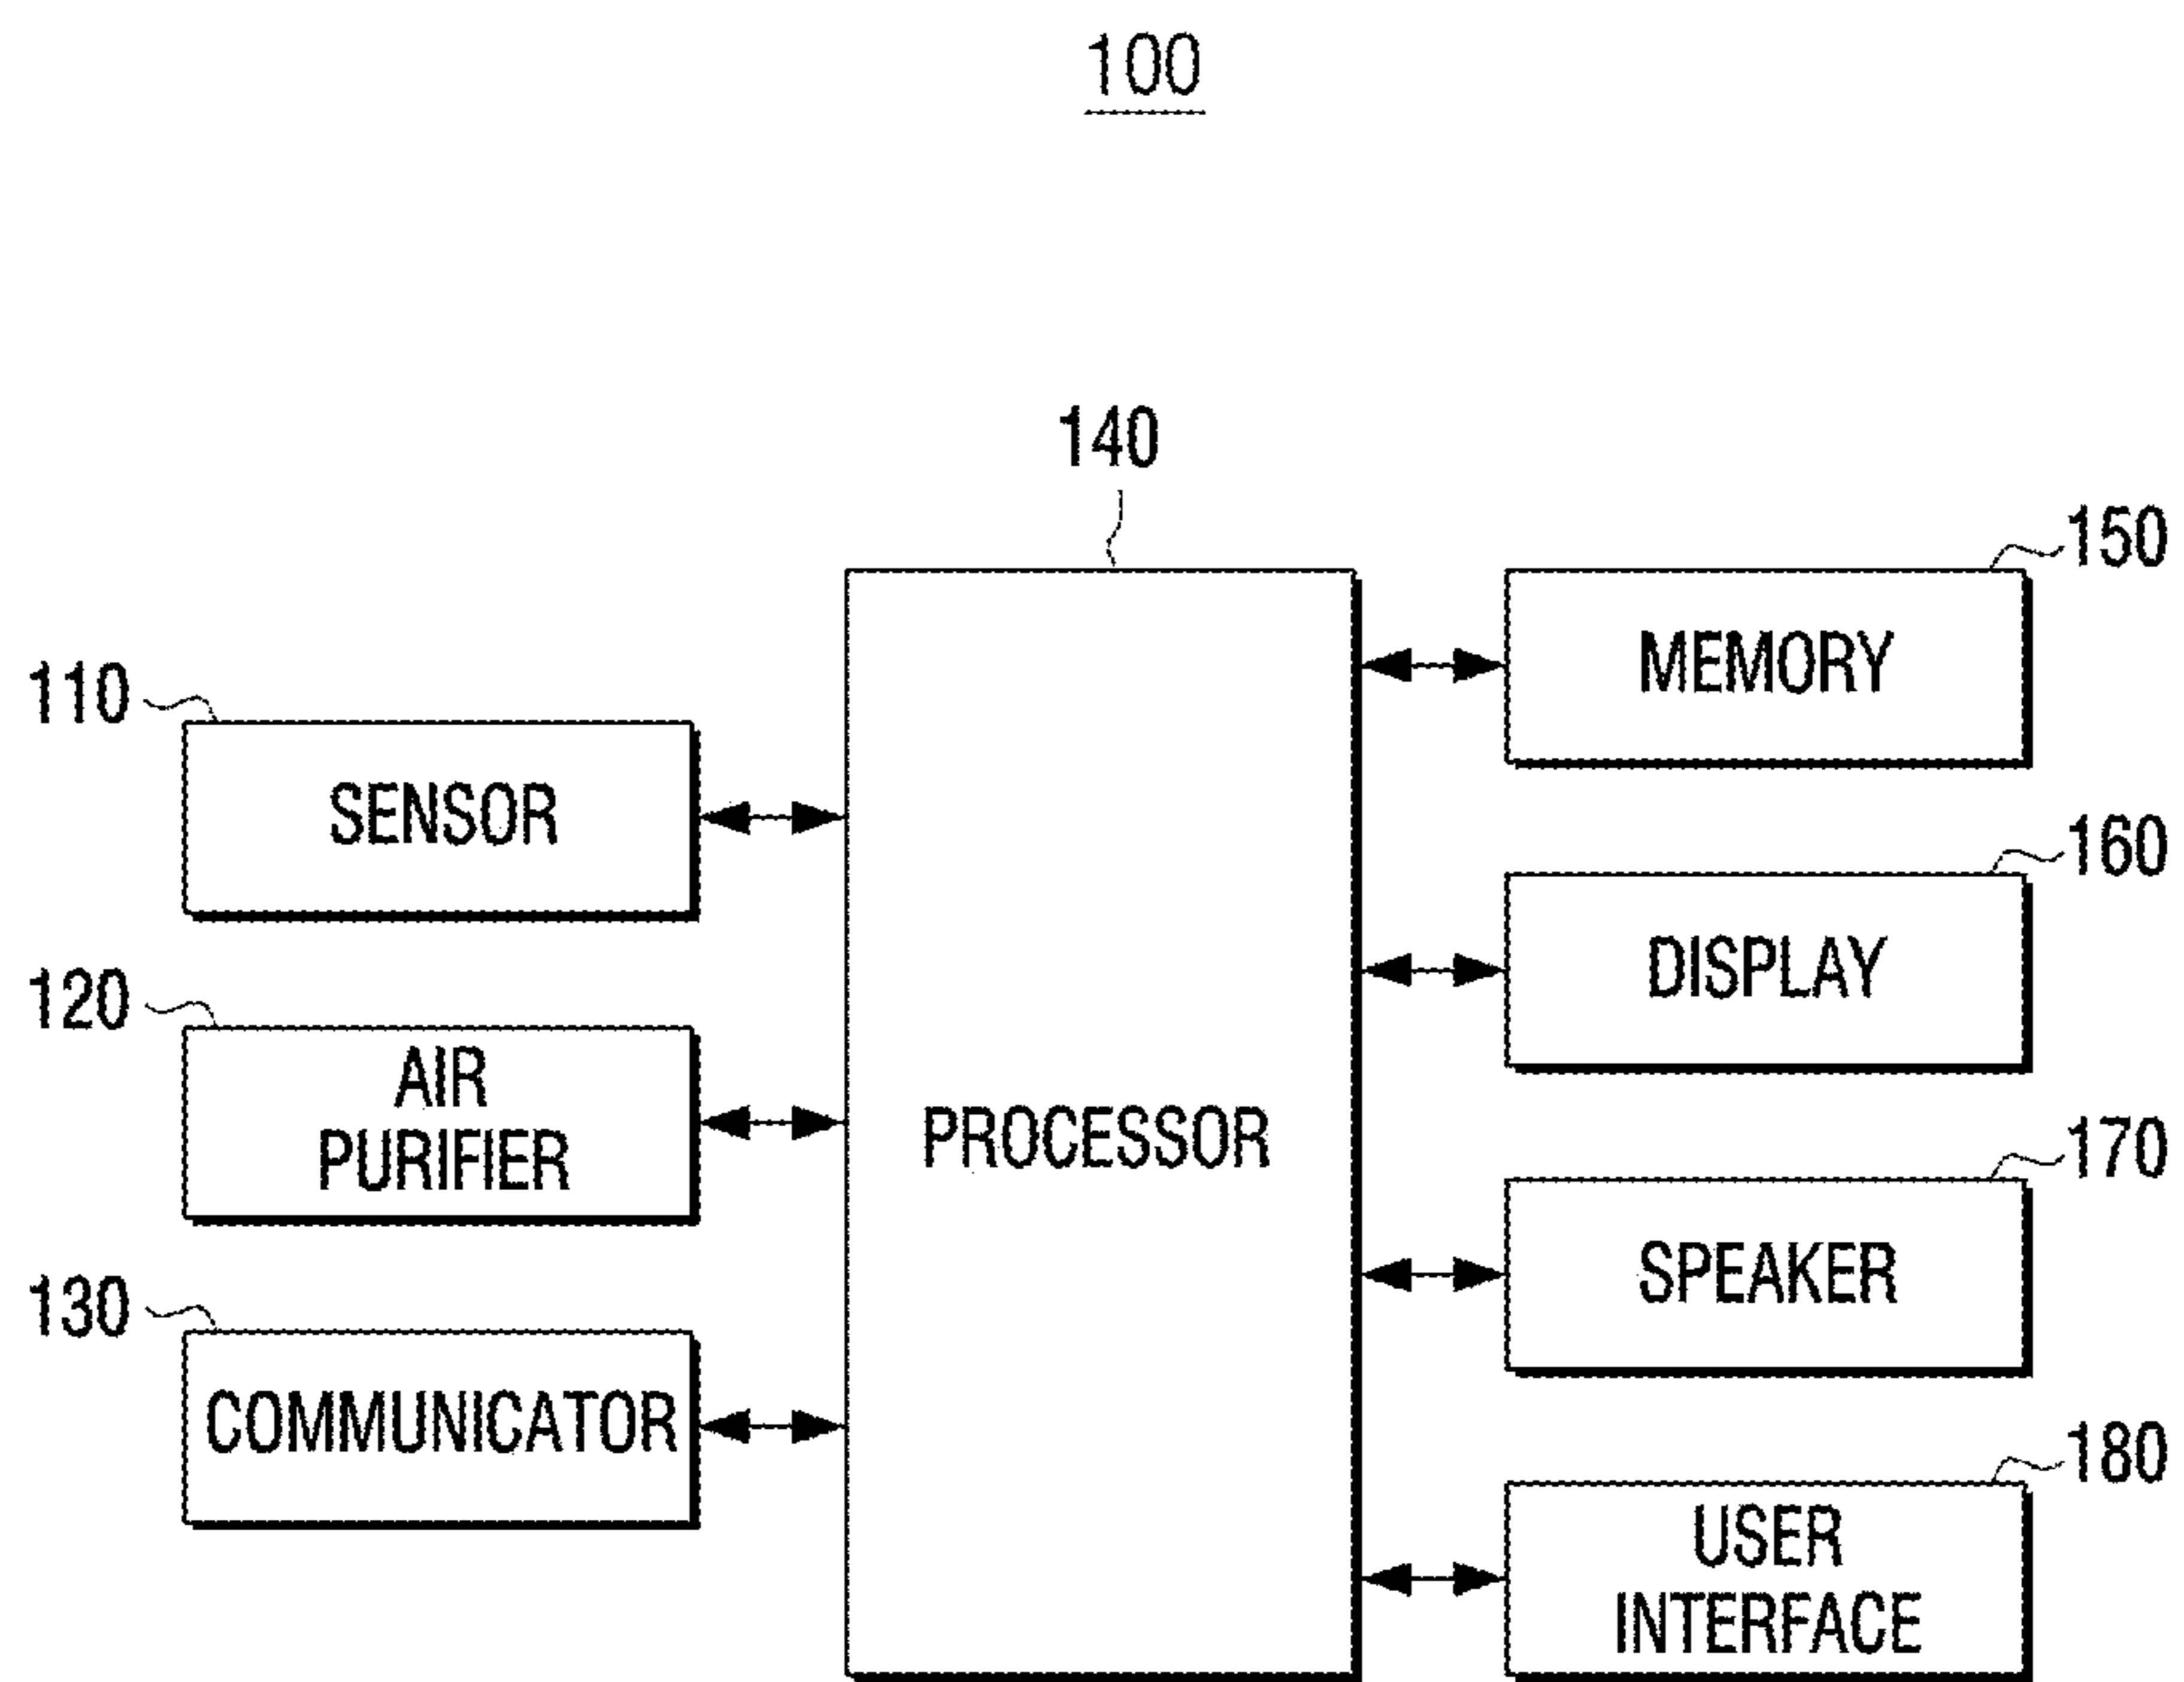 100
140
150
MEMORY
110
SENSOR
160
DISPLAY
120
AIR
PURIFIER
PROCESSOR
170
SPEAKER
130
COMMUNICATOR
180
USER
INTERFACE